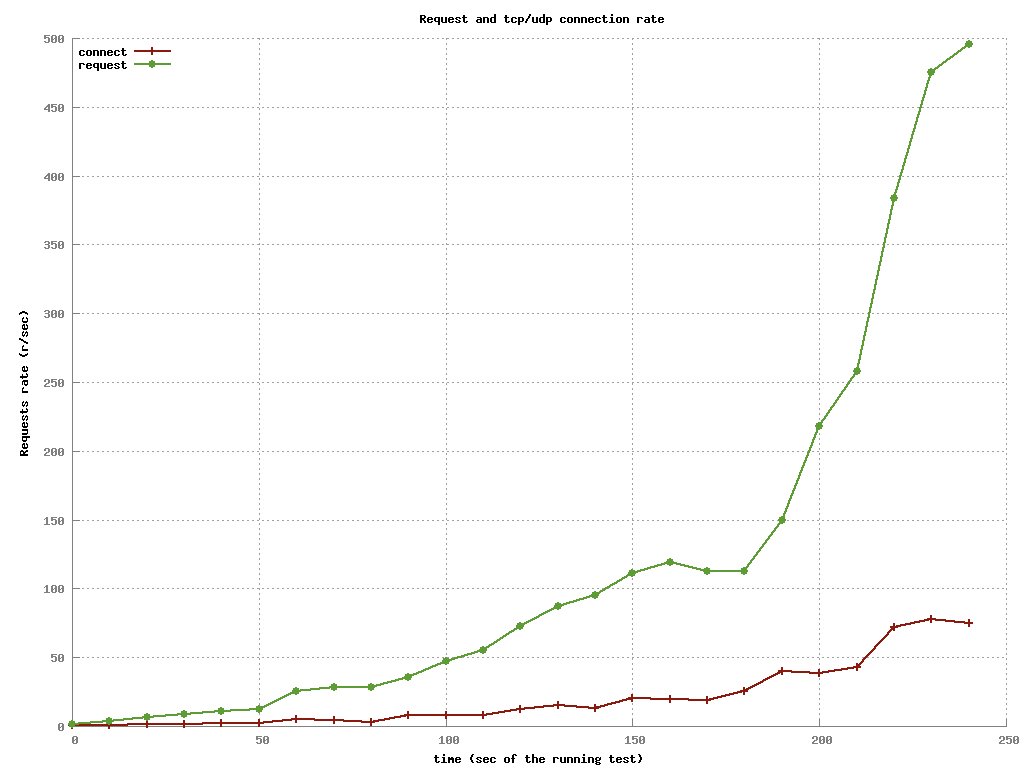 Request and tcp/udp connection rate
connect
request
500
450
400
350
300
250
200
150
100
50
0
Requests rate (r/sec)
0 50 100 150 200 250
time (sec of the running test)